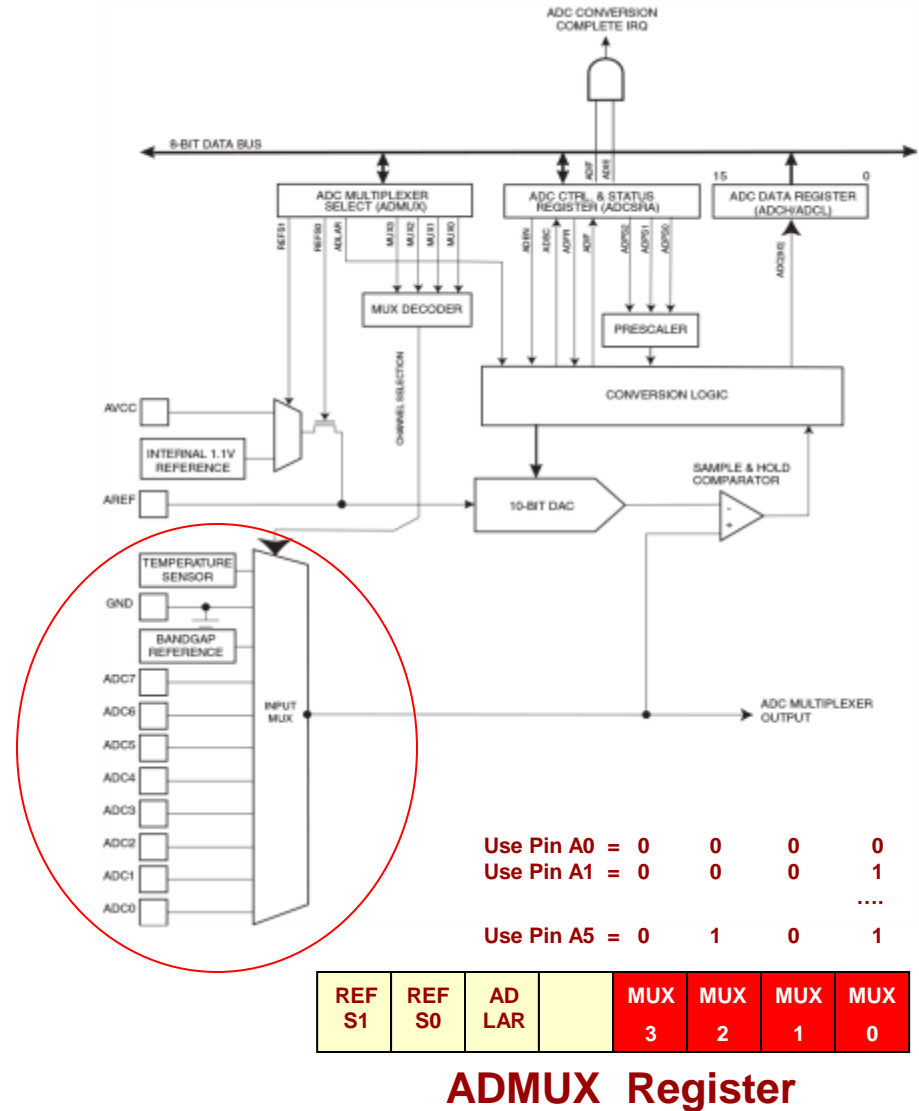 ADC CONVERSION
COMPLETE IRQ
8-BIT DATA BUS
ADIF
ADIE
15
0
ADC MULTIPLEXER
SELECT (ADMUX)
ADC CTRL. & STATUS
REGISTER (ADCSRA)
ADC DATA REGISTER
(ADCH/ADCL)
REFS1
REFS0
ADLAR
MUX3
MUX2
MUX1
MUX0
ADEN
ADSC
ADFR
ADIF
ADPS2
ADPS1
ADPS0
ADC[9:0]
MUX DECODER
PRESCALER
CHANNEL SELECTION
CONVERSION LOGIC
AVCC
INTERNAL 1.1V
REFERENCE
SAMPLE & HOLD
COMPARATOR
AREF
10-BIT DAC
-
+
TEMPERATURE
SENSOR
GND
BANDGAP
REFERENCE
ADC7
ADC6
ADC5
ADC4
ADC3
ADC2
ADC1
ADC0
INPUT
MUX
ADC MULTIPLEXER
OUTPUT
Use Pin A0 = 0 0 0 0
Use Pin A1 = 0 0 0 1
....
Use Pin A5 = 0 1 0 1
REF S1 REF S0 AD LAR MUX 3 MUX 2 MUX 1 MUX 0
ADMUX Register